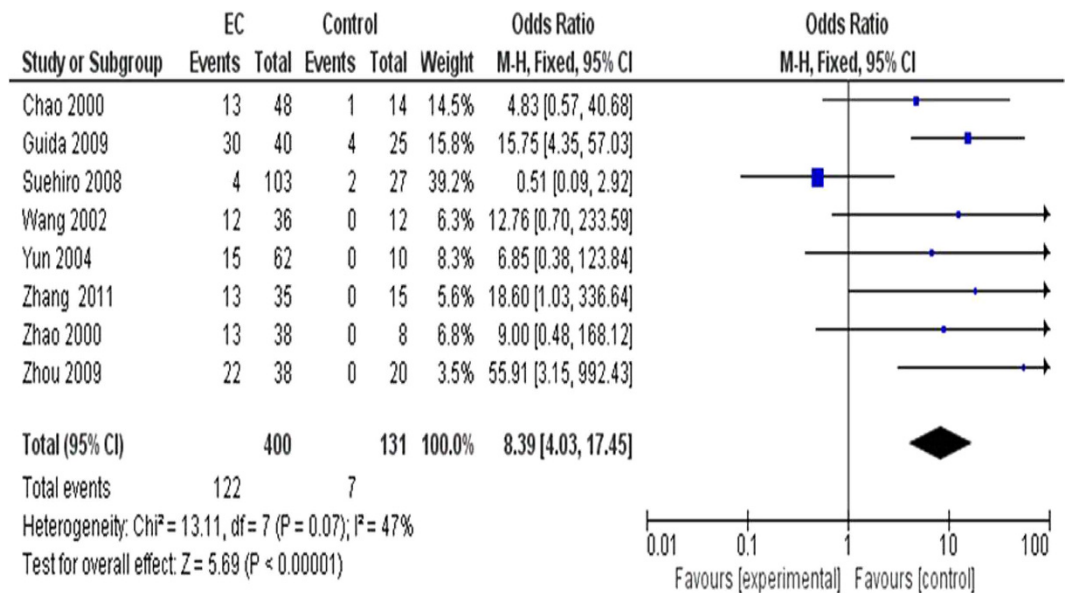 EC Control Odds Ratio Odds Ratio
Study or Subgroup Events Total Events Total Weight M-H, Fixed, 95% CI M-H, Fixed, 95% CI
Chao 2000 13 48 1 14 14.5% 4.83 [0.57, 40.68]
Guida 2009 30 40 4 25 15.8% 15.75 [4.35, 57.03]
Suehiro 2008 4 103 2 27 39.2% 0.51 [0.09, 2.92]
Wang 2002 12 36 0 12 6.3% 12.76 [0.70, 233.59]
Yun 2004 15 62 0 10 8.3% 6.85 [0.38, 123.84]
Zhang 2011 13 35 0 15 5.6% 18.60 [1.03, 336.64]
Zhao 2000 13 38 0 8 6.8% 9.00 [0.48, 168.12]
Zhou 2009 22 38 0 20 3.5% 55.91 [3.15, 992.43]
Total (95% CI) 400 131 100.0% 8.39 [4.03, 17.45]
Total events 122 7
Heterogeneity: Chi² = 13.11, df = 7 (P = 0.07); I² = 47%
Test for overall effect: Z = 5.69 (P < 0.00001)
0.01 0.1 1 10 100
Favours [experimental] Favours [control]